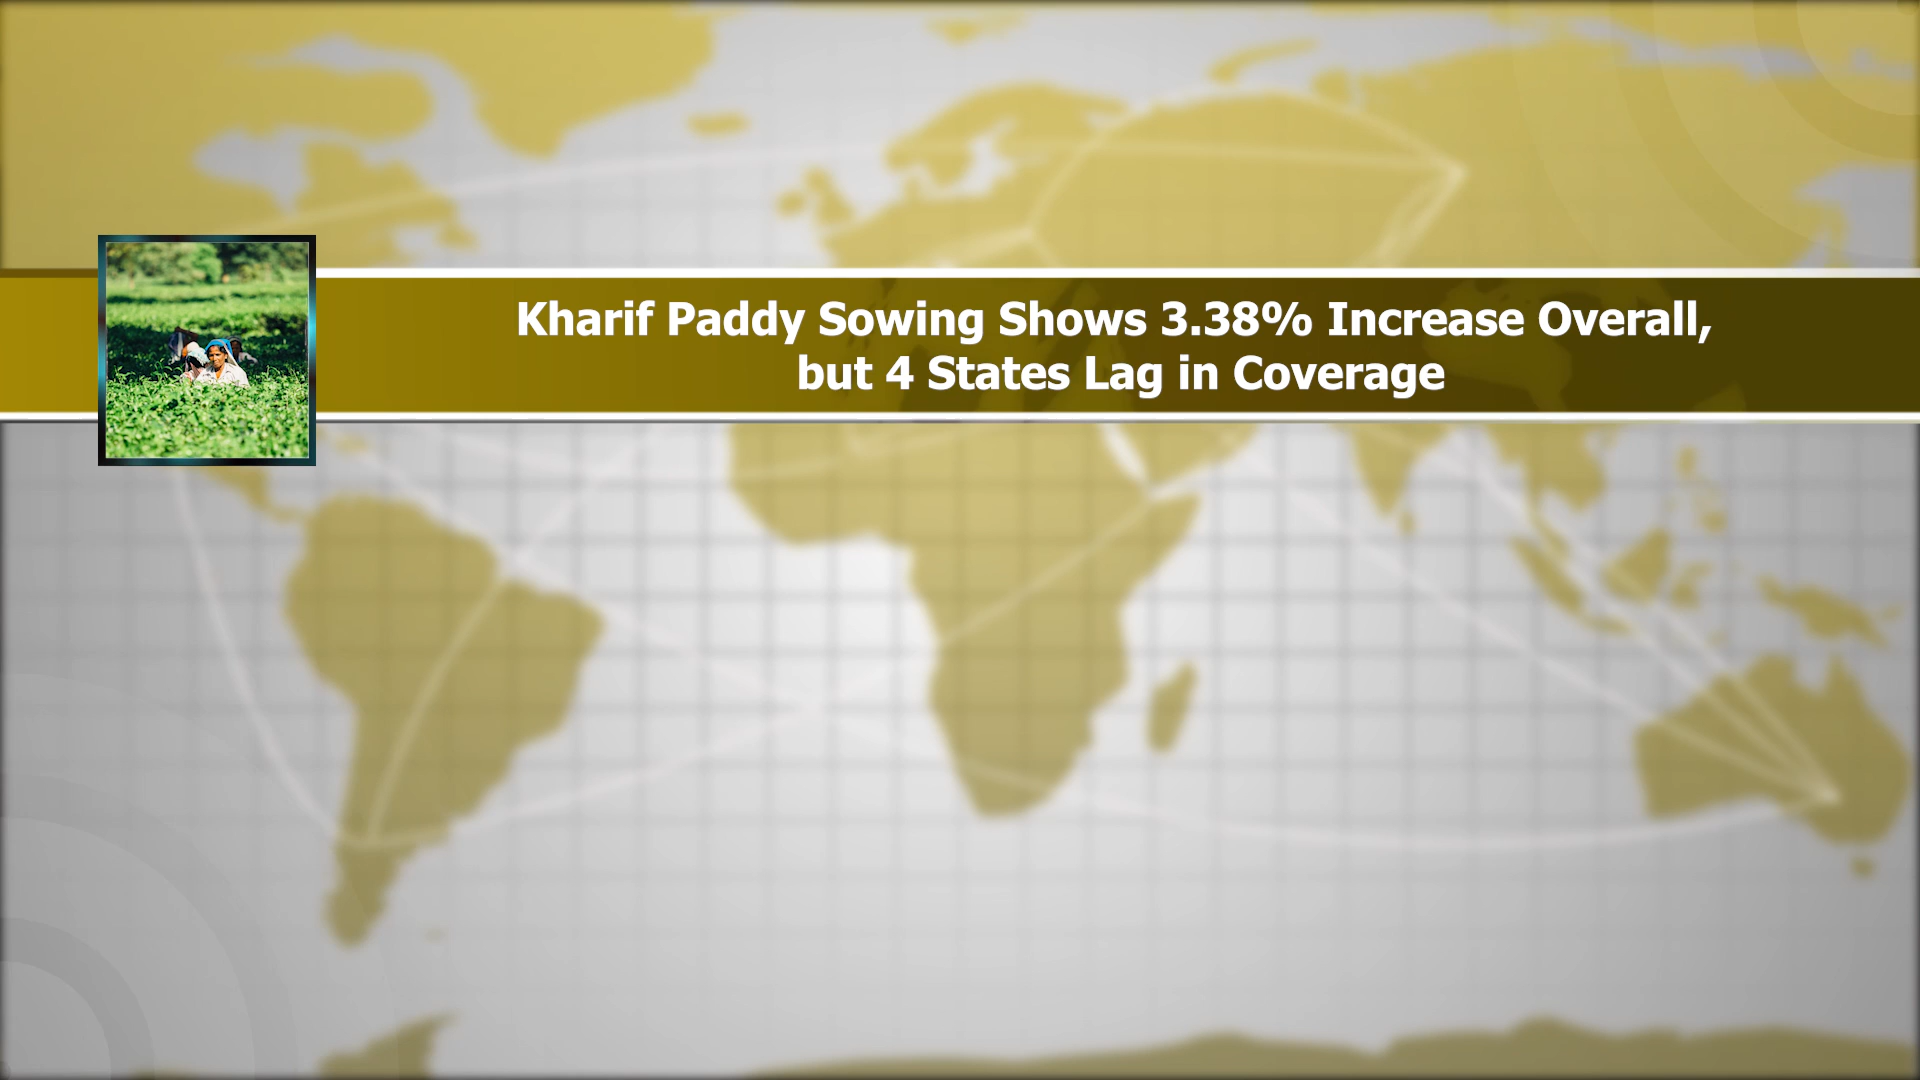 Kharif Paddy Sowing Shows 3.38% Increase Overall,
but 4 States Lag in Coverage